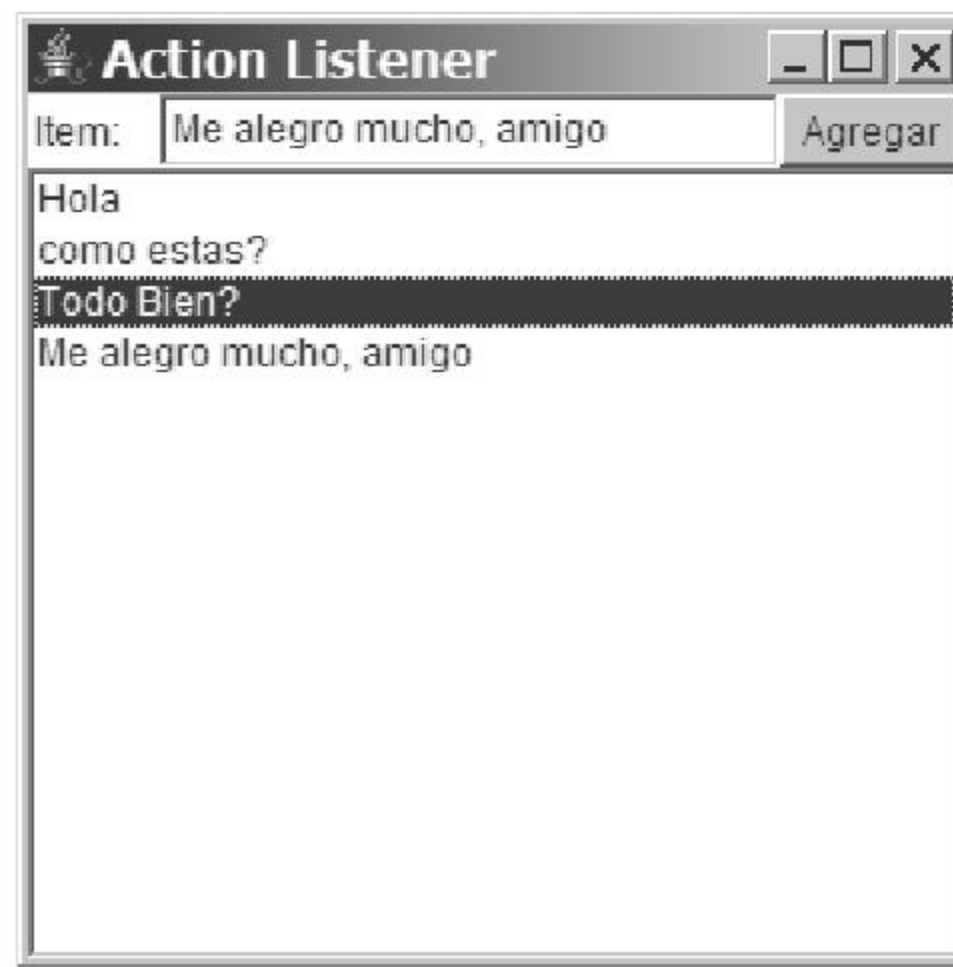 Action Listener
Item: Me alegro mucho, amigo Agregar
Hola
como estas?
Todo Bien?
Me alegro mucho, amigo